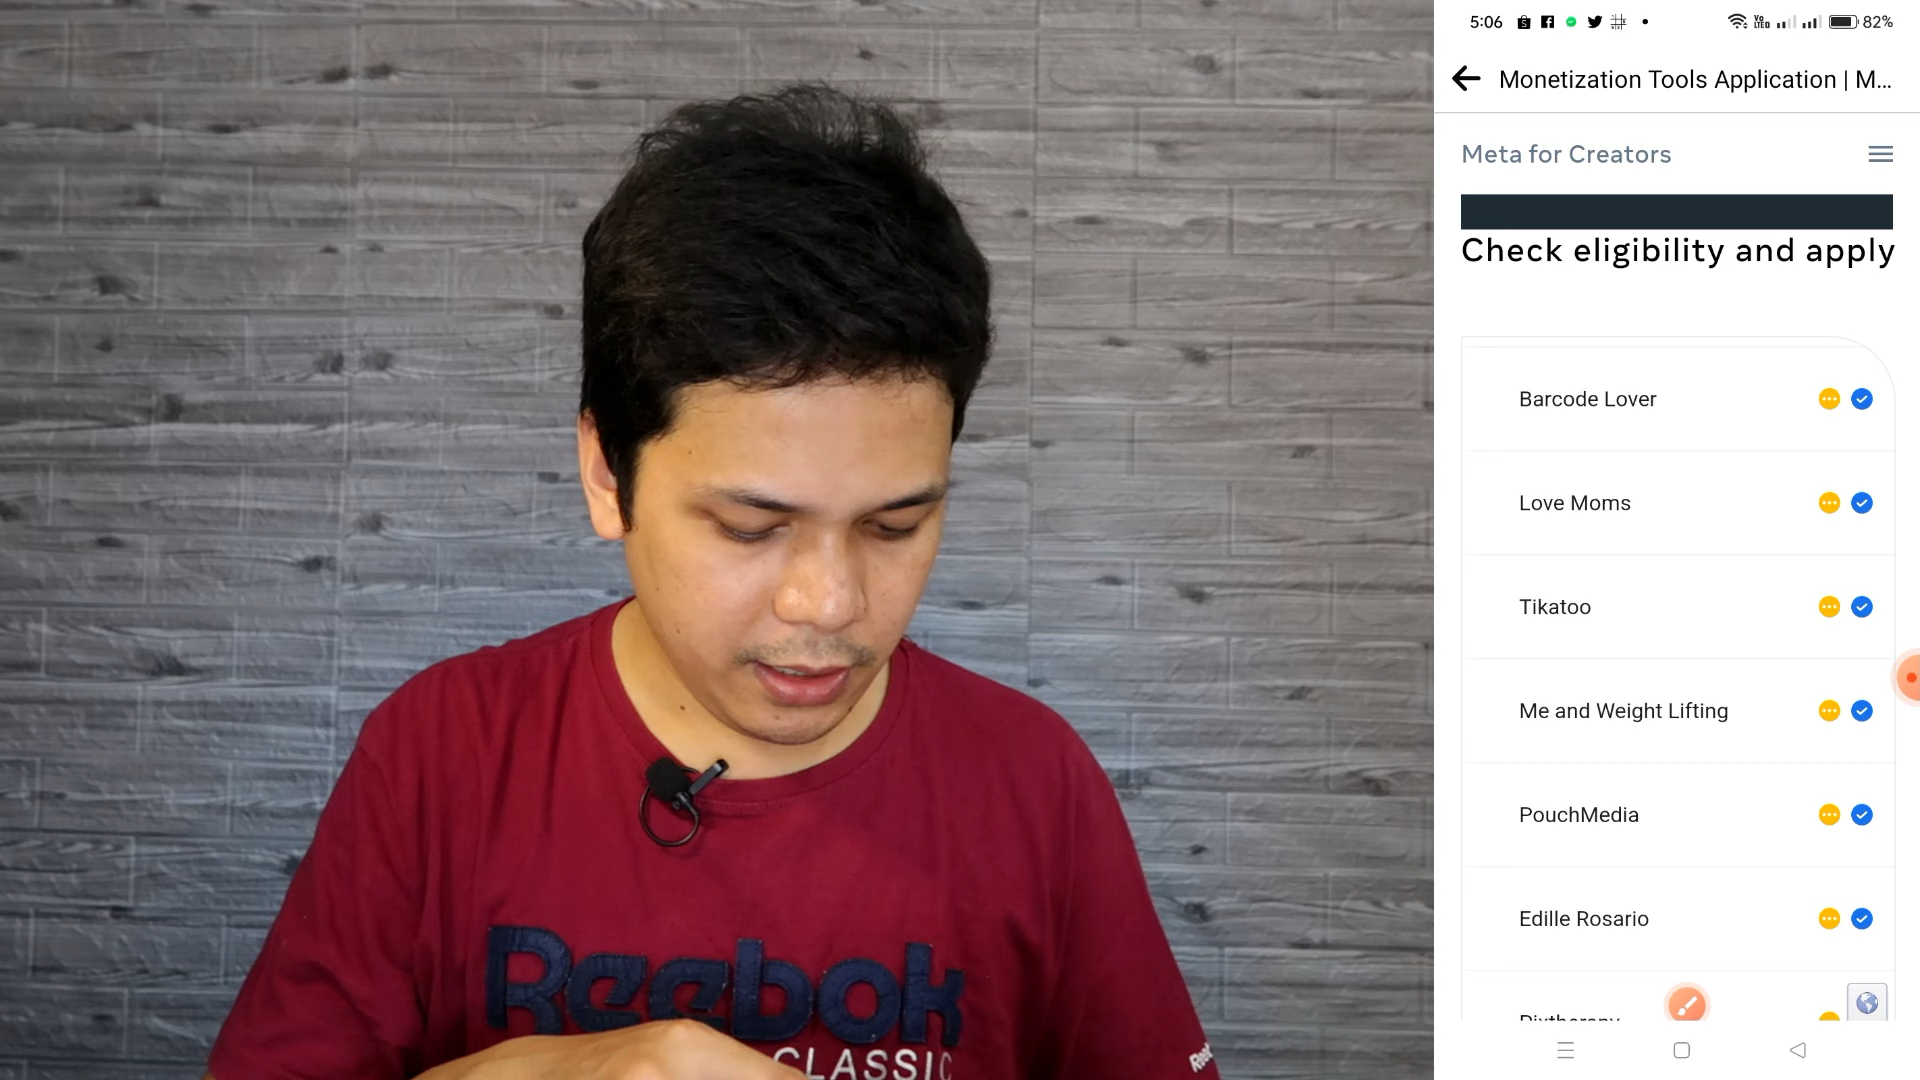 5:06
82%
Monetization Tools Application | M...
Meta for Creators
Check eligibility and apply
Barcode Lover
Love Moms
Tikatoo
Me and Weight Lifting
PouchMedia
Edille Rosario
Reebok
CLASSIC